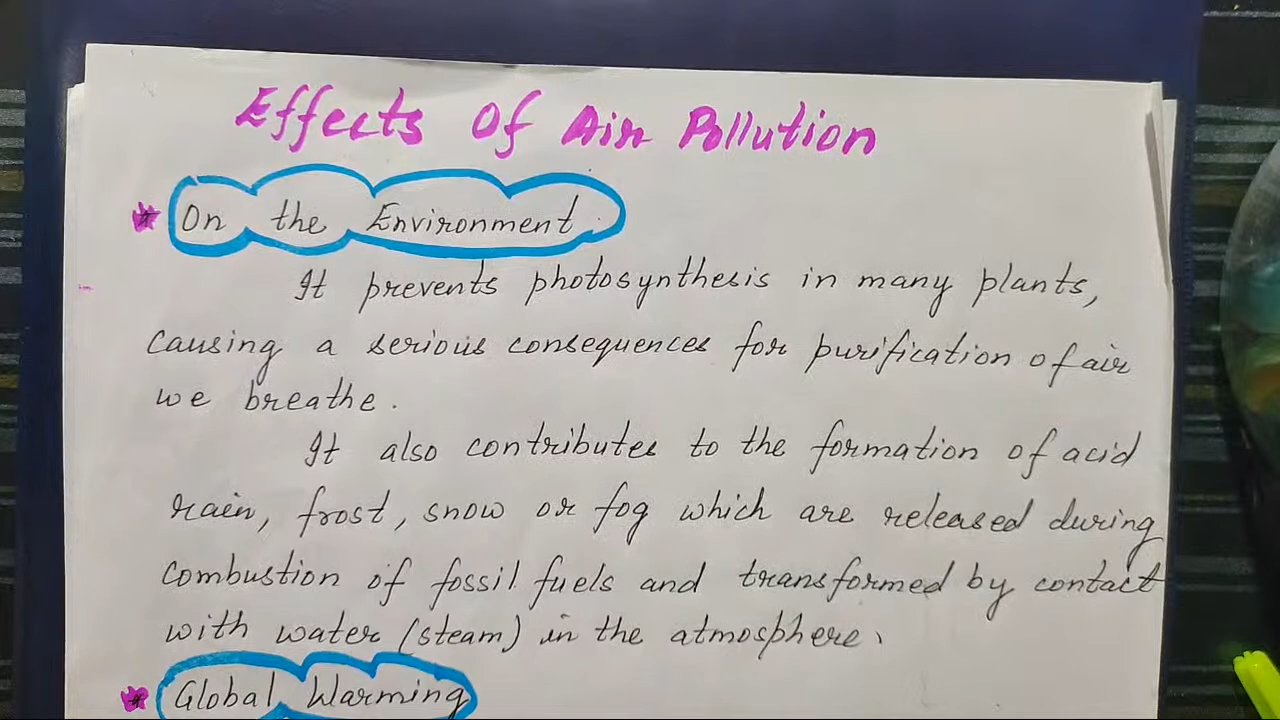 Effects Of Air Pollution
On the Environment
It prevents photosynthesis in many plants,
causing a serious consequences for purification of air
we breathe.
It also contributes to the formation of acid
rain, frost, snow or fog which are released during
combustion of fossil fuels and transformed by contact
with water (steam) in the atmosphere.
Global Warming